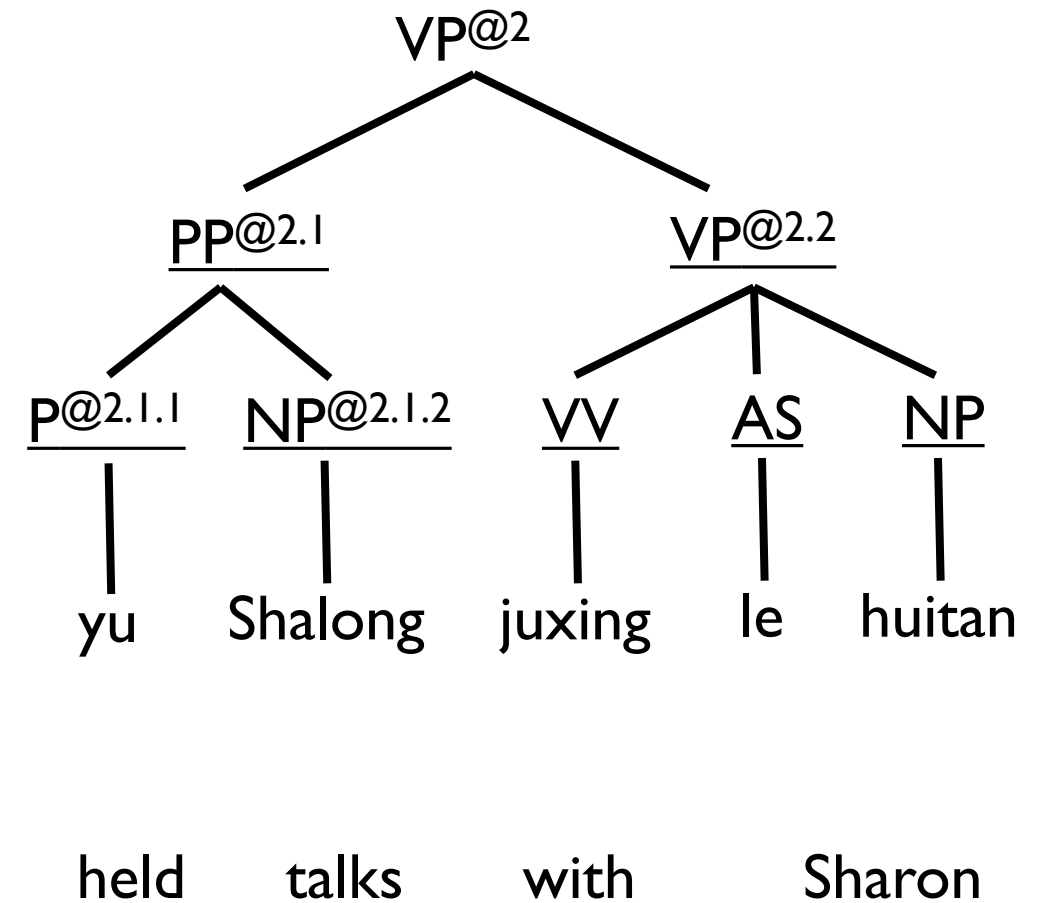 VP@2
PP@2.1 VP@2.2
P@2.1.1 NP@2.1.2 VV AS NP
yu Shalong juxing le huitan
held talks with Sharon